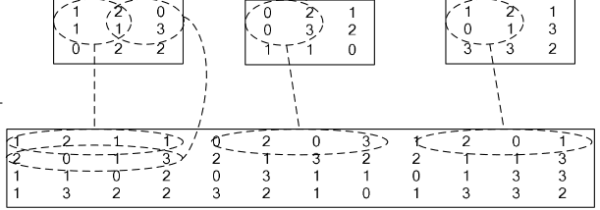 1 2 0 0 2 1 1 2 1
1 1 3 0 3 2 0 1 3
0 2 2 1 1 0 3 3 2
1 2 1 1 0 2 0 3 1 2 0 1
2 0 1 3 2 1 3 2 2 1 1 3
1 1 0 2 0 3 1 1 0 1 3 3
1 3 2 2 3 2 1 0 1 3 3 2